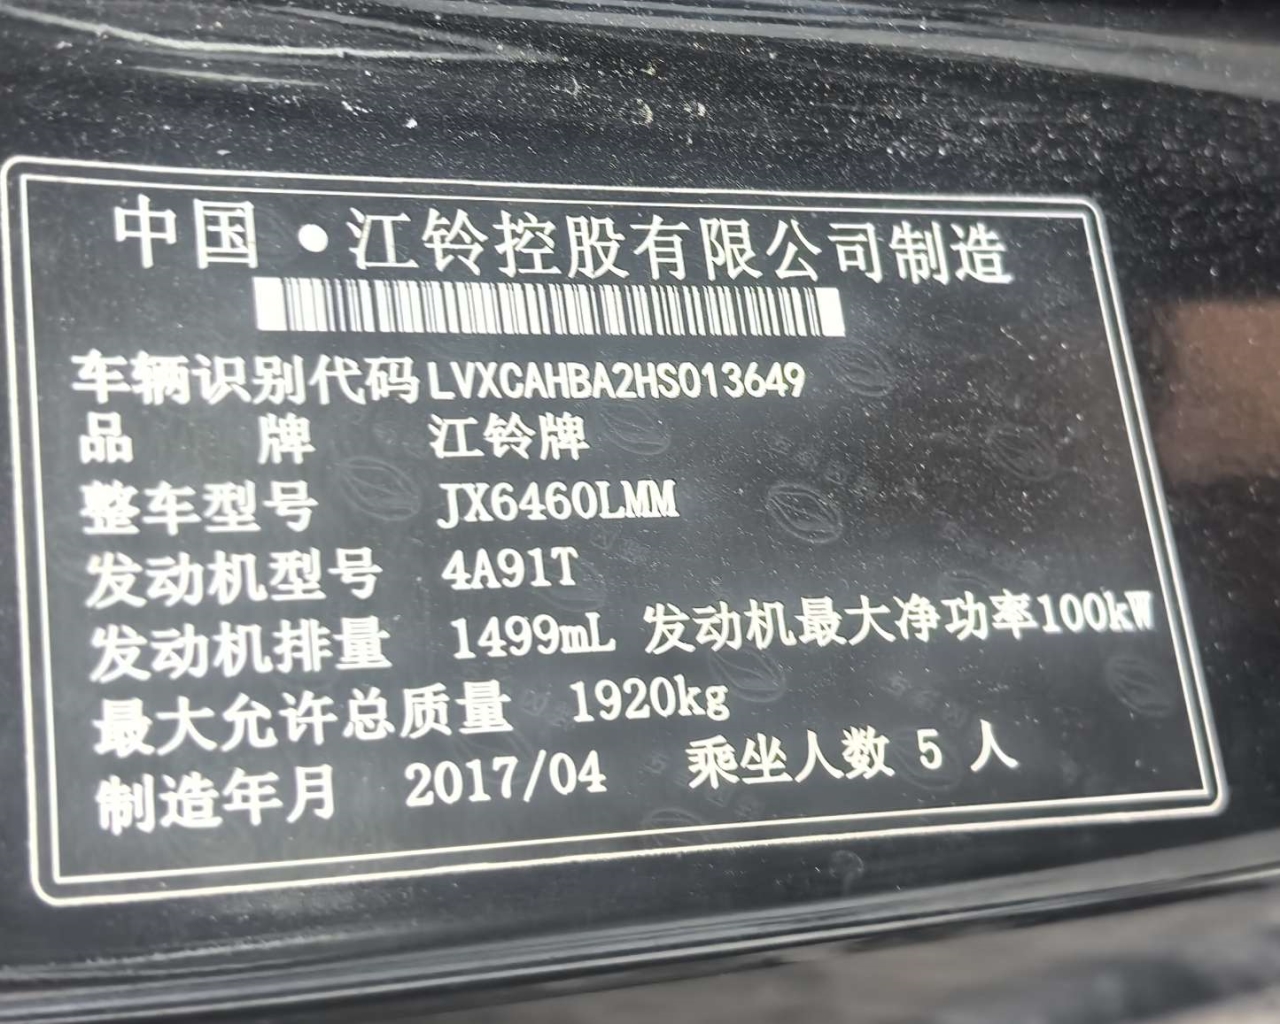 中国·江铃控股有限公司制造
车辆识别代码 LVXCAHBA2HS013649
品 牌 江铃牌
整车型号 JX6460LMM
发动机型号 4A91T
发动机排量 1499mL 发动机最大净功率100kW
最大允许总质量 1920kg
制造年月 2017/04 乘坐人数 5 人